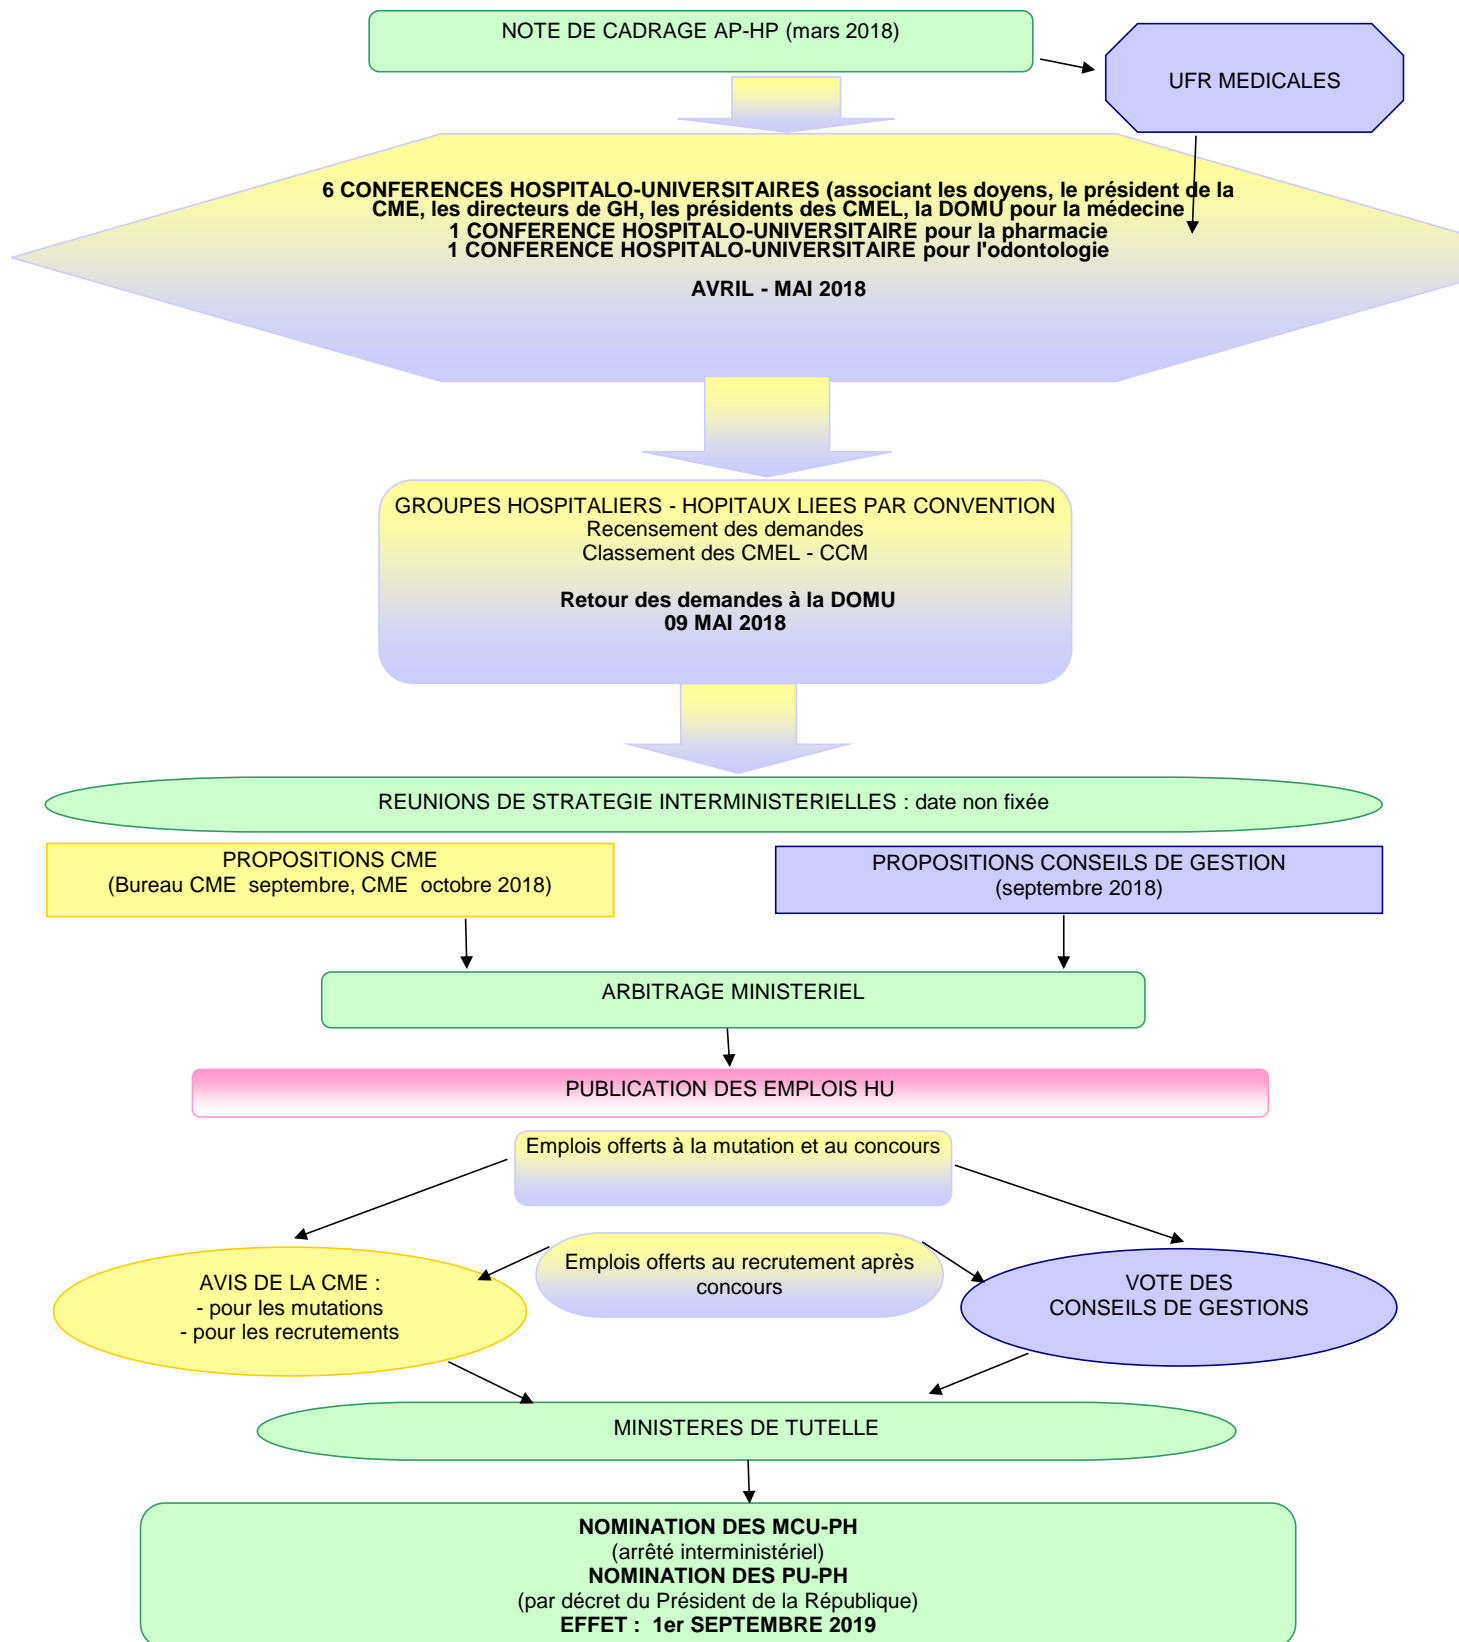 NOTE DE CADRAGE AP-HP (mars 2018)
UFR MEDICALES
6 CONFERENCES HOSPITALO-UNIVERSITAIRES (associant les doyens, le président de la
CME, les directeurs de GH, les présidents des CMEL, la DOMU pour la médecine
1 CONFERENCE HOSPITALO-UNIVERSITAIRE pour la pharmacie
1 CONFERENCE HOSPITALO-UNIVERSITAIRE pour l'odontologie
AVRIL - MAI 2018
GROUPES HOSPITALIERS - HOPITAUX LIEES PAR CONVENTION
Recensement des demandes
Classement des CMEL - CCM
Retour des demandes à la DOMU
09 MAI 2018
REUNIONS DE STRATEGIE INTERMINISTERIELLES : date non fixée
PROPOSITIONS CME
(Bureau CME  septembre, CME  octobre 2018)
PROPOSITIONS CONSEILS DE GESTION
(septembre 2018)
ARBITRAGE MINISTERIEL
PUBLICATION DES EMPLOIS HU
Emplois offerts à la mutation et au concours
Emplois offerts au recrutement après
concours
AVIS DE LA CME :
- pour les mutations
- pour les recrutements
VOTE DES
CONSEILS DE GESTIONS
MINISTERES DE TUTELLE
NOMINATION DES MCU-PH
(arrêté interministériel)
NOMINATION DES PU-PH
(par décret du Président de la République)
EFFET :  1er SEPTEMBRE 2019